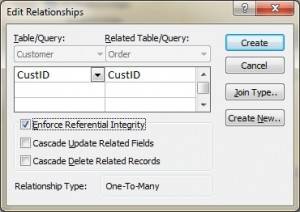 Edit Relationships
Table/Query: Related Table/Query: Create
Customer Order
CustID CustID Cancel
Join Type..
Create New..
Enforce Referential Integrity
Cascade Update Related Fields
Cascade Delete Related Records
Relationship Type: One-To-Many